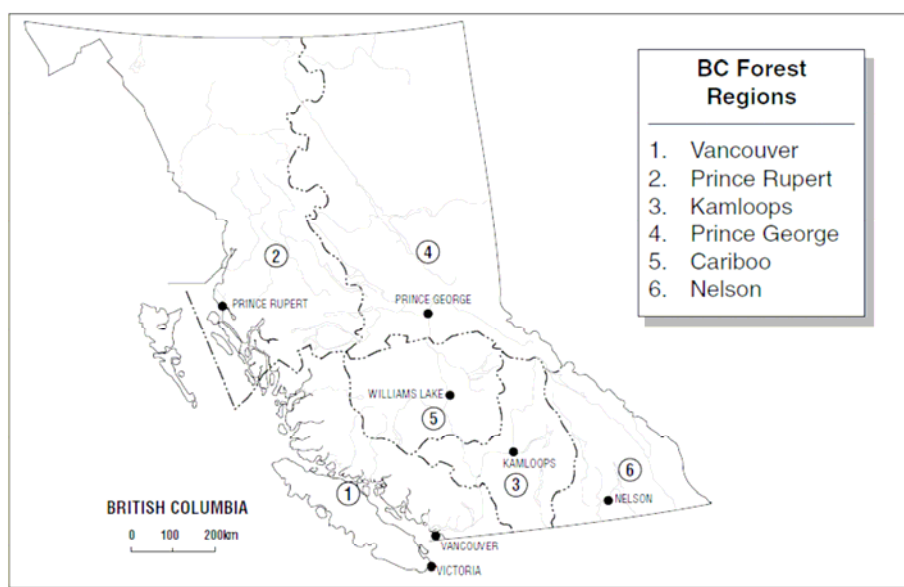 BC Forest
Regions
1. Vancouver
2. Prince Rupert
3. Kamloops
4. Prince George
5. Cariboo
6. Nelson
2
4
PRINCE RUPERT
PRINCE GEORGE
WILLIAMS LAKE
5
KAMLOOPS
3
6
NELSON
1
BRITISH COLUMBIA
0 100 200km
VANCOUVER
VICTORIA